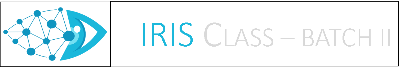 IRIS CLASS – BATCH II